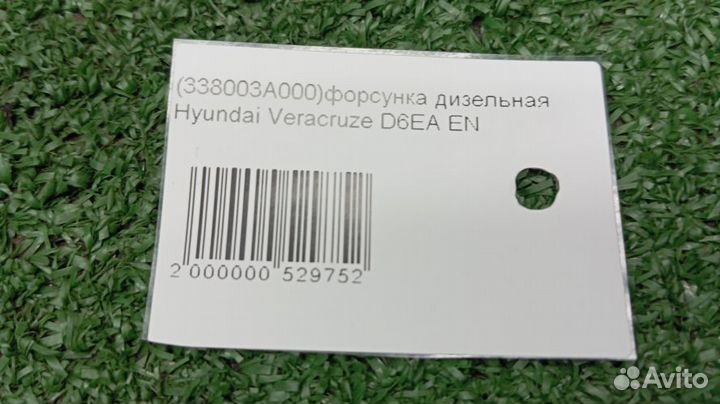 (338003A000)форсунка дизельная
Hyundai Veracruze D6EA EN
2 000000 529752
Avito